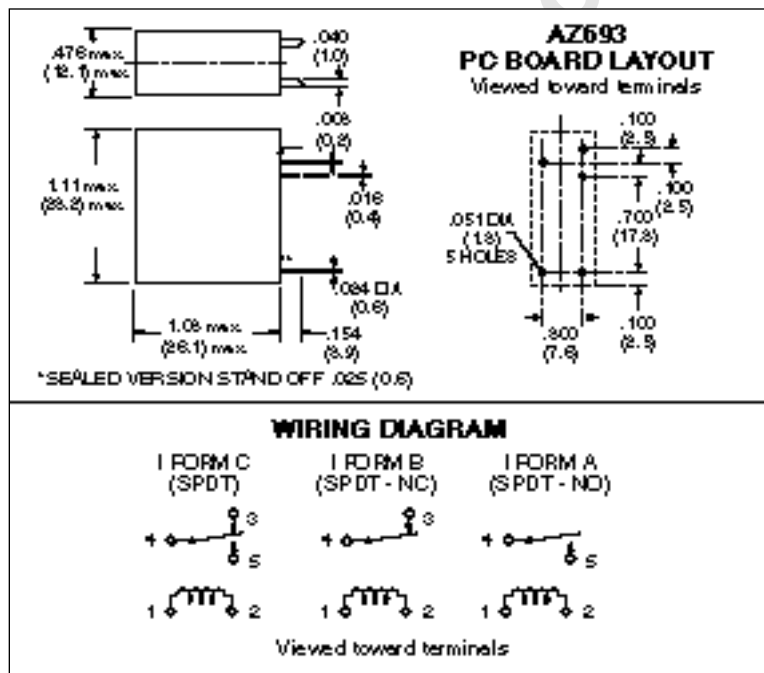 .476 max.
(12.1) max.
.040
(1.0)
.008
(0.2)
1.11 max.
(28.2) max.
.016
(0.4)
.024 DIA
(0.6)
1.03 max.
(26.1) max.
.154
(3.9)
*SEALED VERSION STAND OFF .025 (0.6)
AZ693
PC BOARD LAYOUT
Viewed toward terminals
.100
(2.5)
.100
(2.5)
.051 DIA
(1.3)
5 HOLES
.700
(17.8)
.300
(7.6)
.100
(2.5)
WIRING DIAGRAM
1 FORM C
(SPDT)
1 FORM B
(SPDT - NC)
1 FORM A
(SPDT - NO)
3
4
5
1 2
3
4
1 2
4
5
1 2
Viewed toward terminals